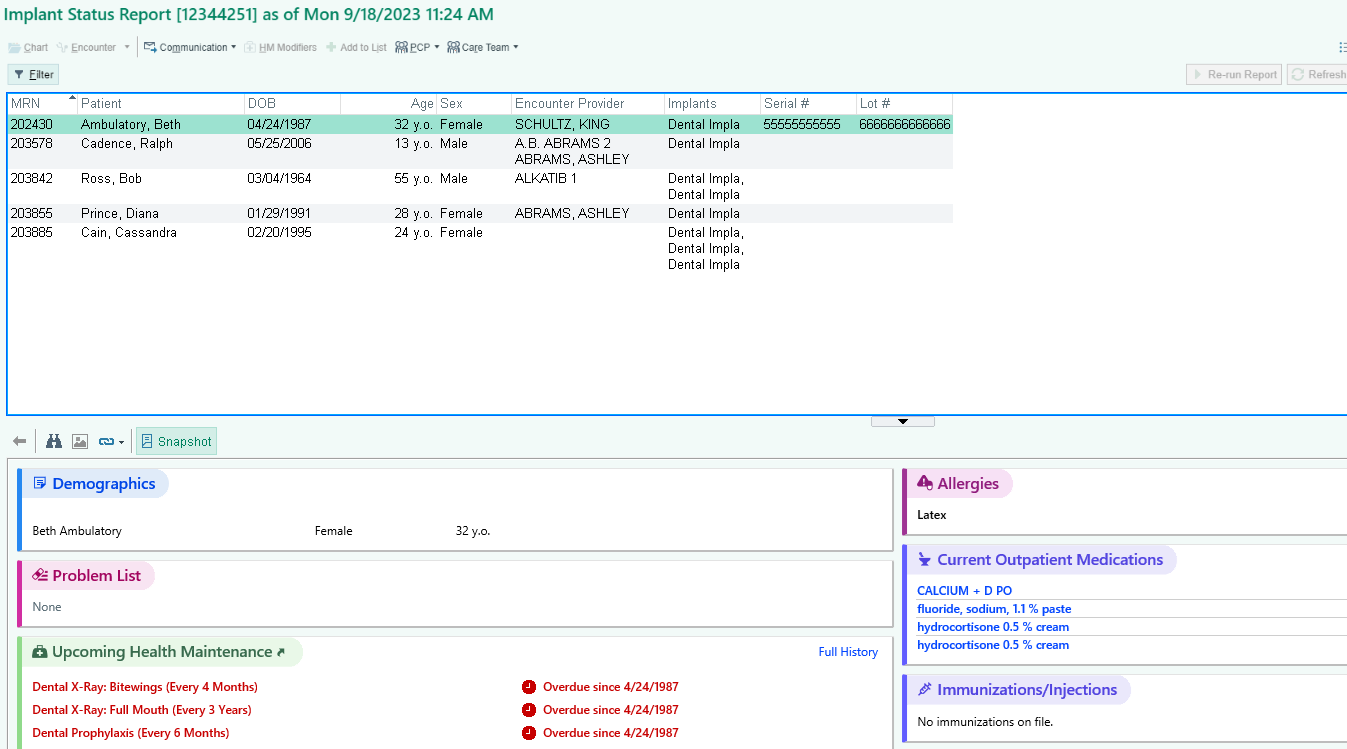 Implant Status Report [12344251] as of Mon 9/18/2023 11:24 AM
Chart Encounter Communication HM Modifiers Add to List PCP Care Team
Filter Re-run Report Refresh
MRN Patient DOB Age Sex Encounter Provider Implants Serial # Lot #
202430 Ambulatory, Beth 04/24/1987 32 y.o. Female SCHULTZ, KING Dental Impla 55555555555 6666666666666
203578 Cadence, Ralph 05/25/2006 13 y.o. Male A.B. ABRAMS 2 Dental Impla
ABRAMS, ASHLEY
203842 Ross, Bob 03/04/1964 55 y.o. Male ALKATIB 1 Dental Impla,
Dental Impla
203855 Prince, Diana 01/29/1991 28 y.o. Female ABRAMS, ASHLEY Dental Impla
203885 Cain, Cassandra 02/20/1995 24 y.o. Female Dental Impla,
Dental Impla,
Dental Impla
Snapshot
Demographics
Beth Ambulatory Female 32 y.o.
Problem List
None
Upcoming Health Maintenance Full History
Dental X-Ray: Bitewings (Every 4 Months) Overdue since 4/24/1987
Dental X-Ray: Full Mouth (Every 3 Years) Overdue since 4/24/1987
Dental Prophylaxis (Every 6 Months) Overdue since 4/24/1987
Allergies
Latex
Current Outpatient Medications
CALCIUM + D PO
fluoride, sodium, 1.1 % paste
hydrocortisone 0.5 % cream
hydrocortisone 0.5 % cream
Immunizations/Injections
No immunizations on file.